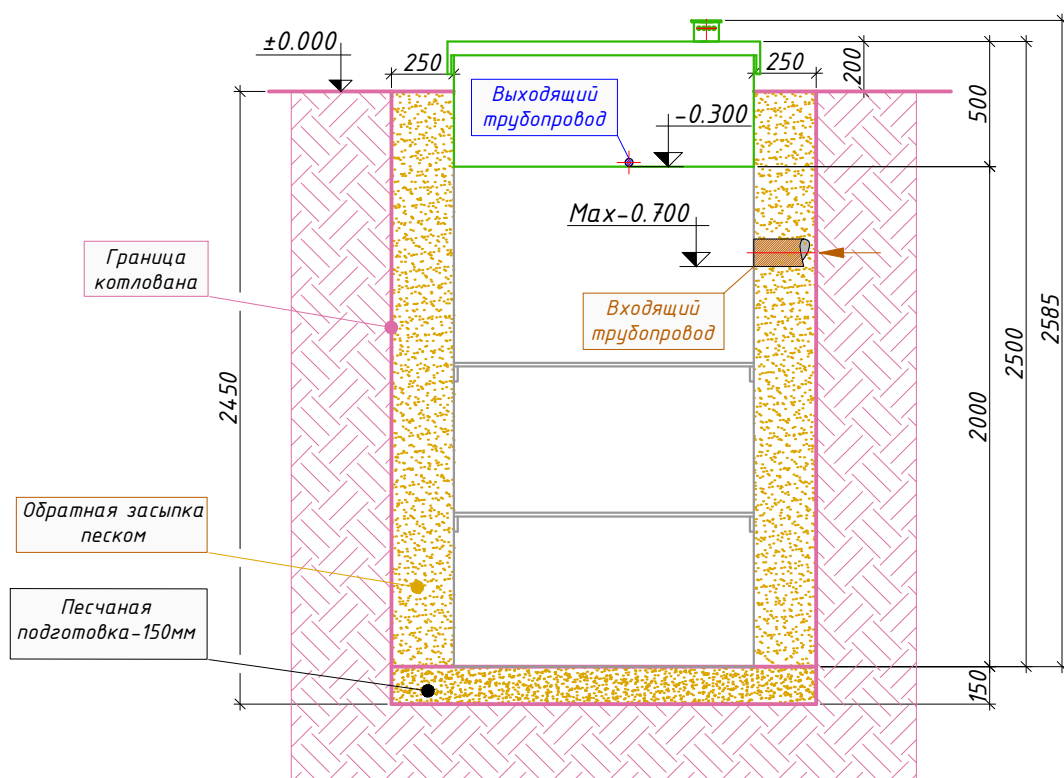 ±0.000
250
250
200
500
2585
Выходящий
трубопровод
-0.300
Max-0.700
Граница
котлована
Входящий
трубопровод
2500
2450
2000
Обратная засыпка
песком
Песчаная
подготовка-150мм
150